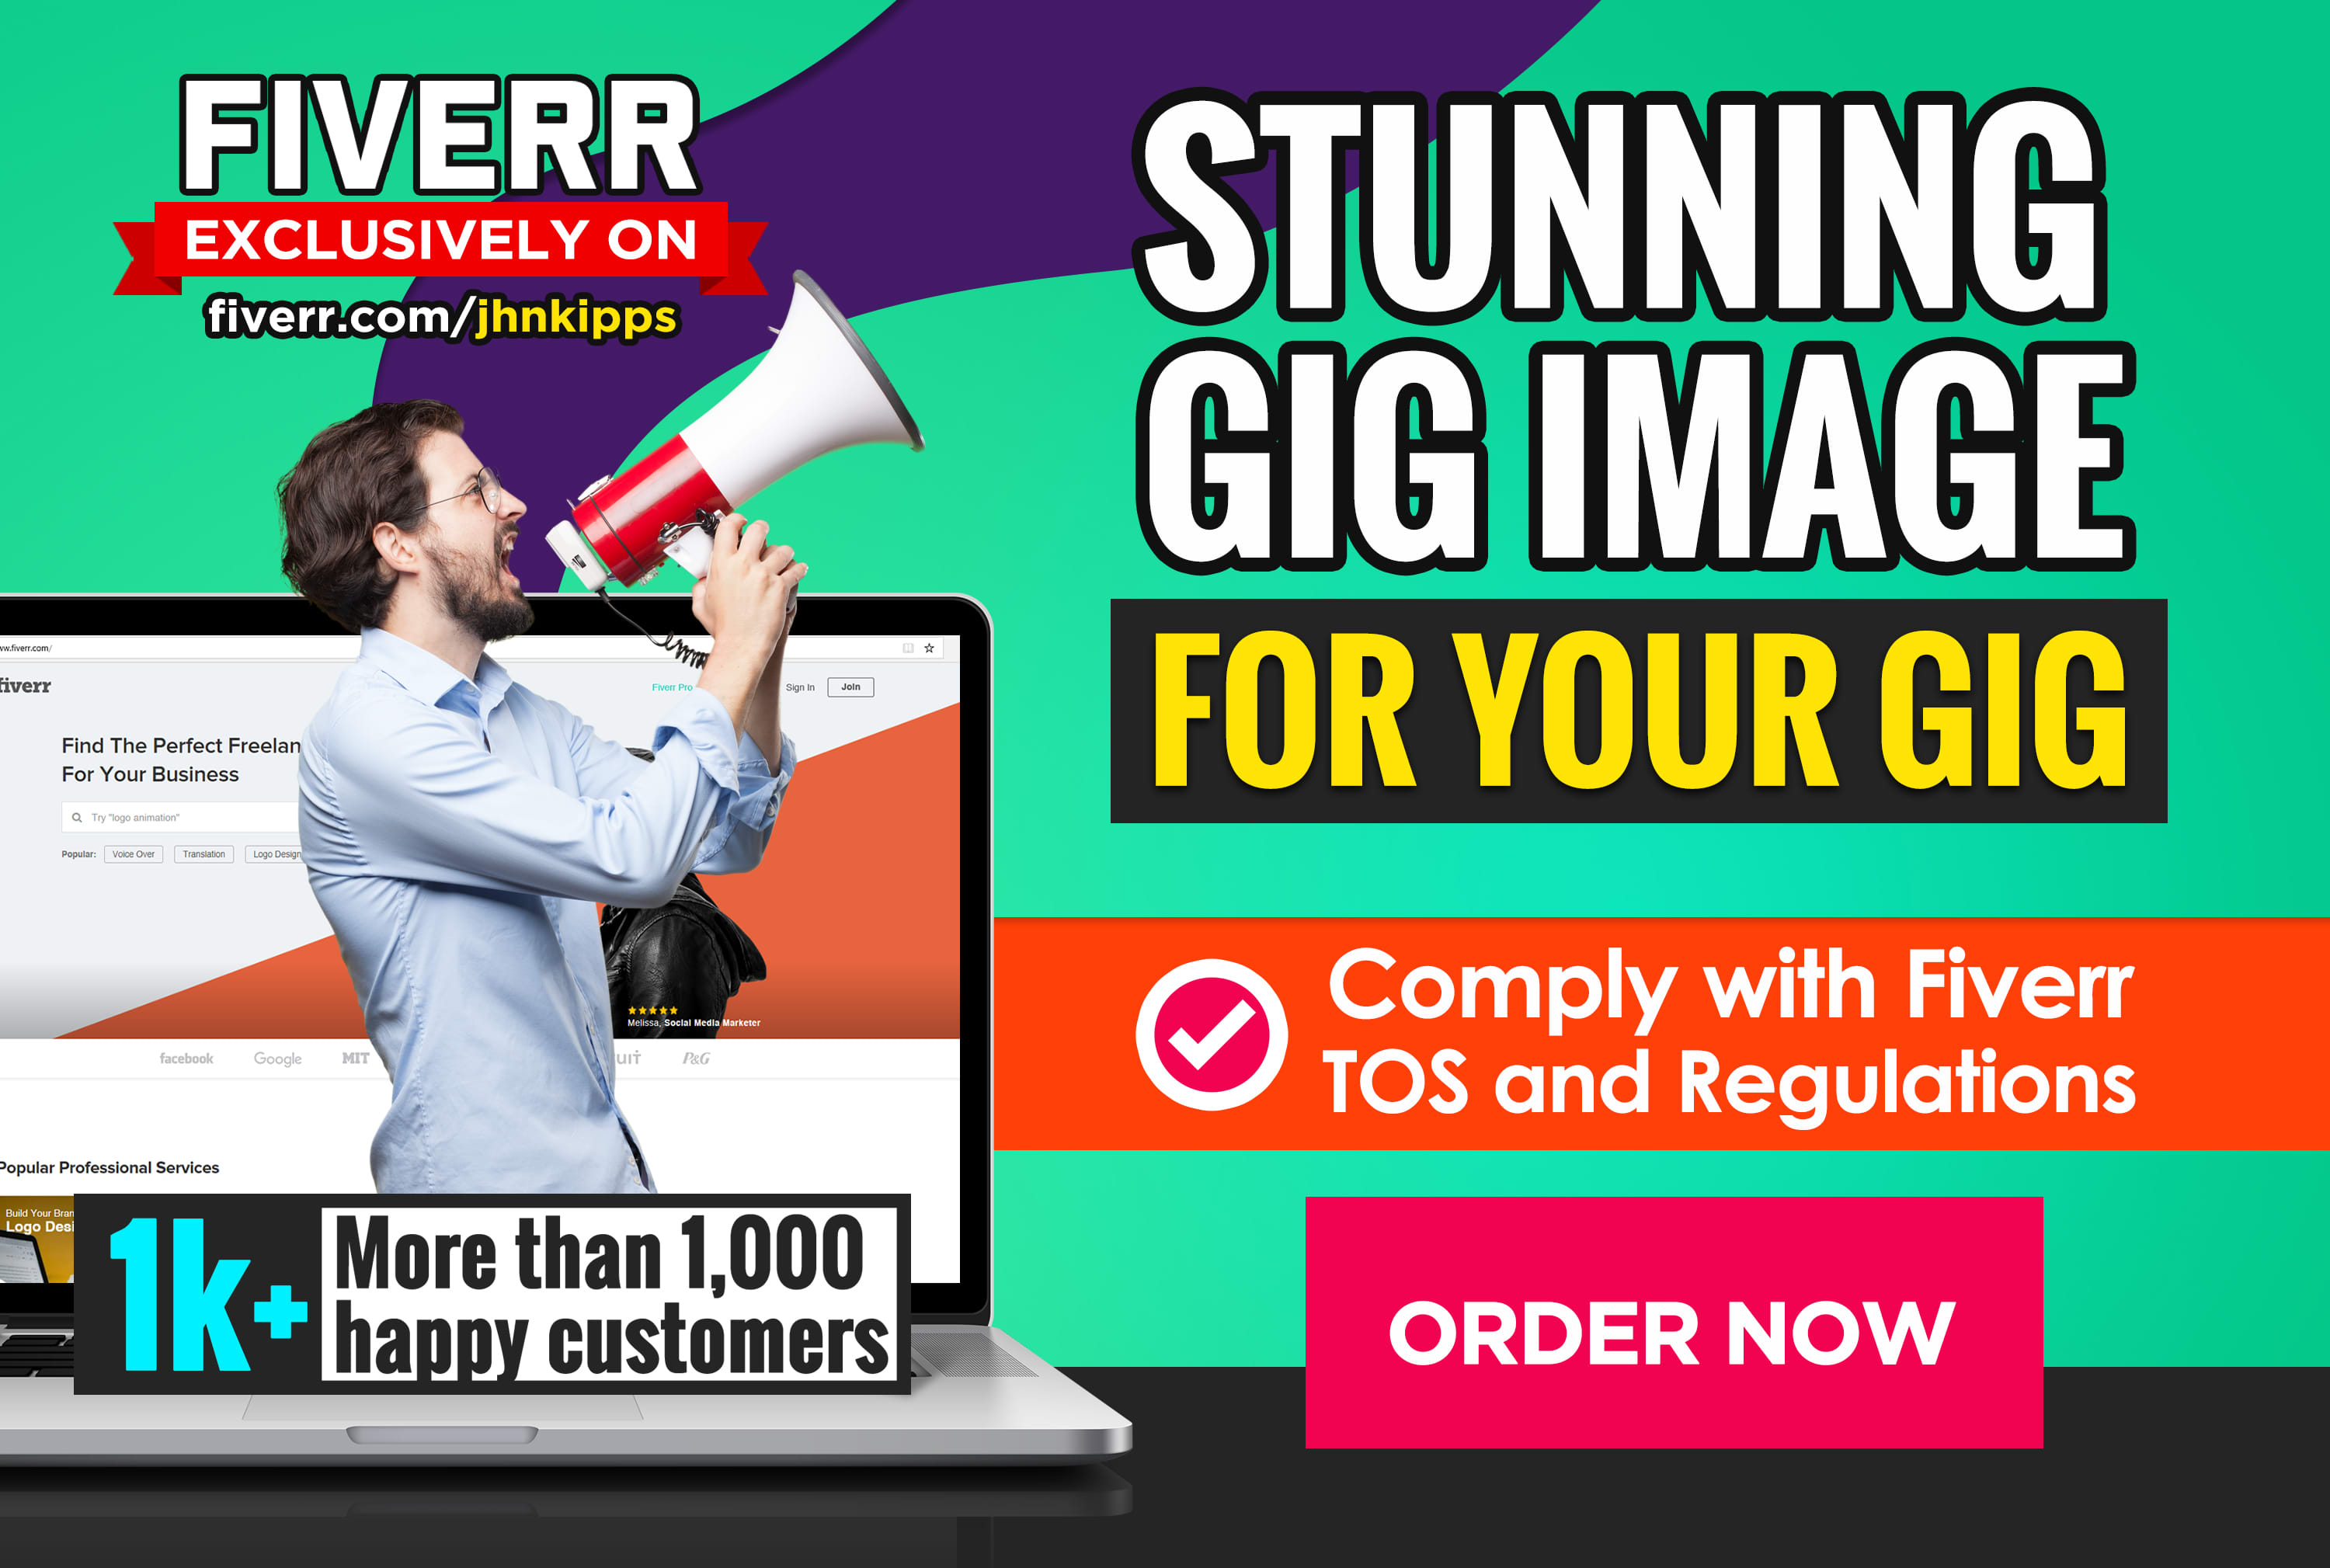 FIVERR
EXCLUSIVELY ON
fiverr.com/jhnkipps
STUNNING
GIG IMAGE
FOR YOUR GIG
Comply with Fiverr
TOS and Regulations
ORDER NOW
fiverr.com/
fiverr
Fiverr Pro
Sign In
Join
Find The Perfect
For Your Business
Try "logo animation"
Popular: Voice Over Translation Logo Design
Melissa, Social Media Marketer
facebook Google MIT P&G
Popular Professional Services
Build Your
Logo
1k+
More than 1,000
happy customers